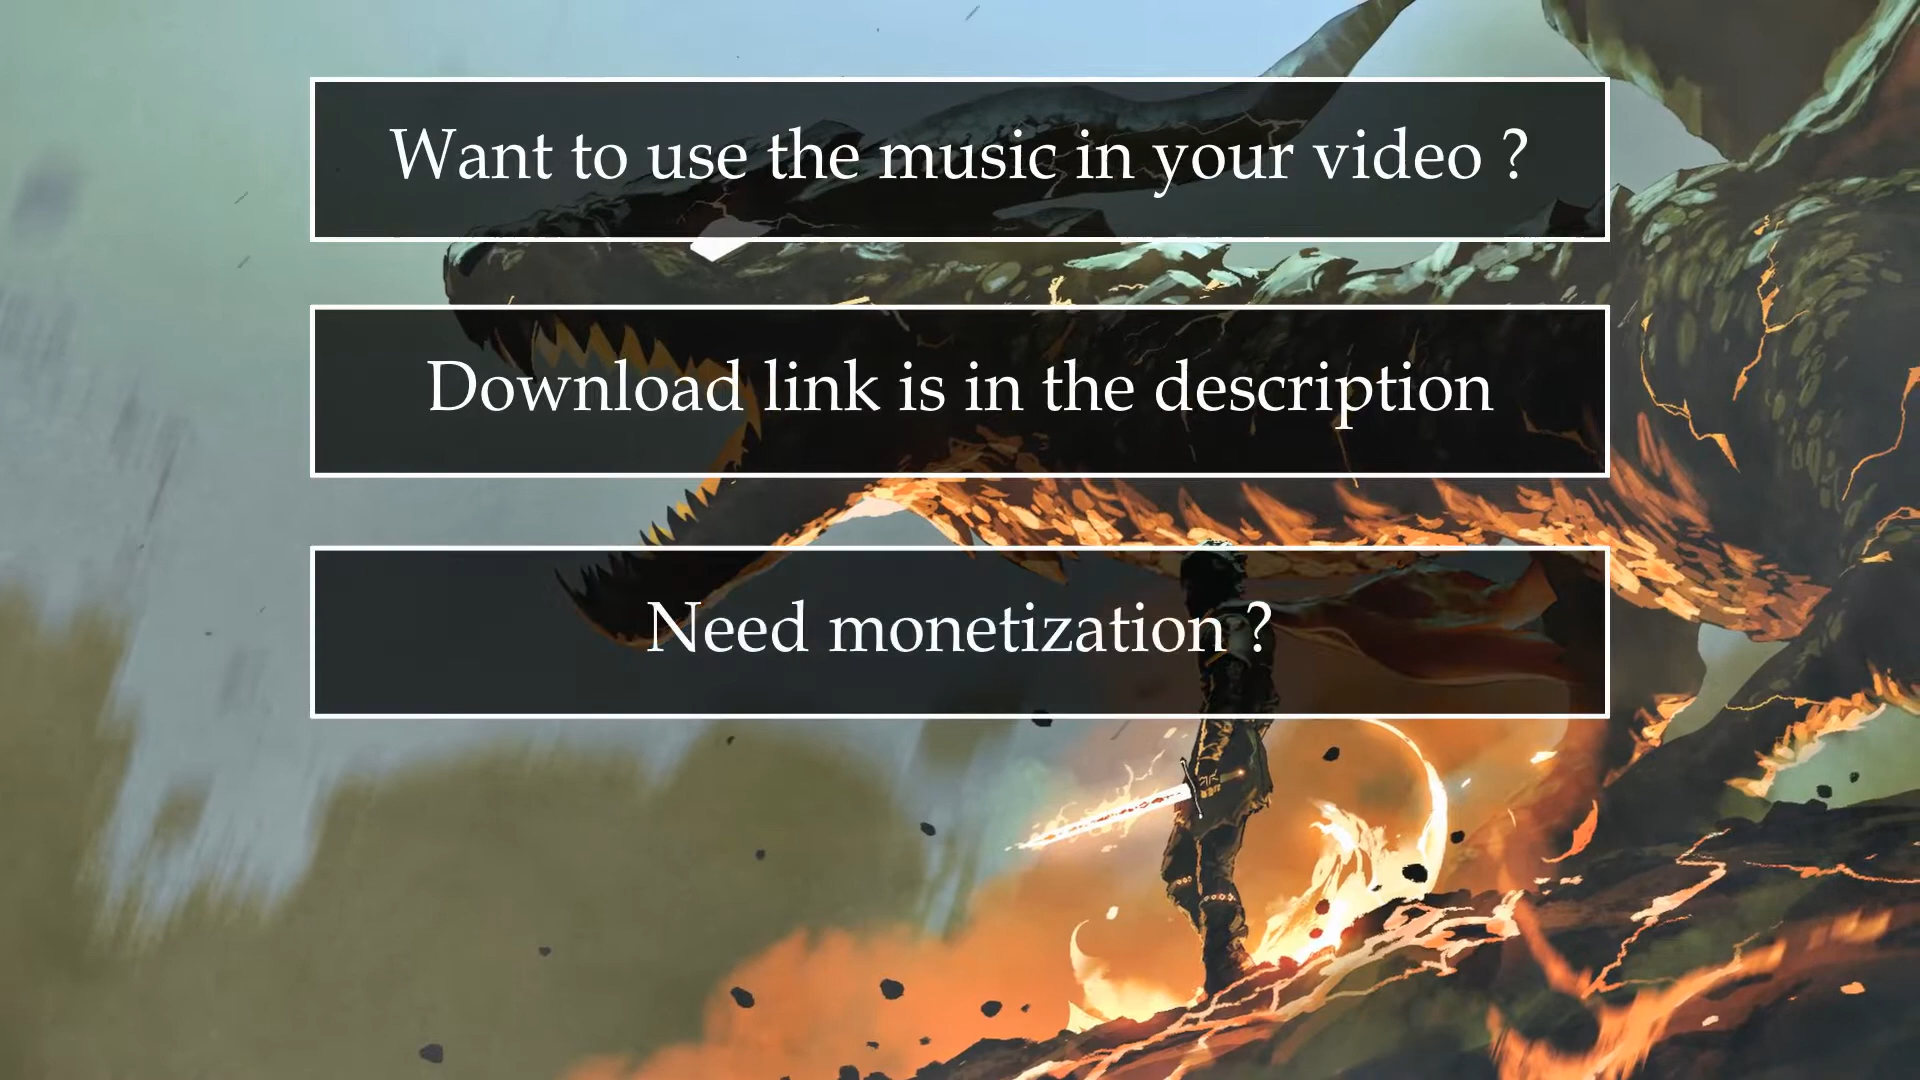 Want to use the music in your video ?
Download link is in the description
Need monetization ?